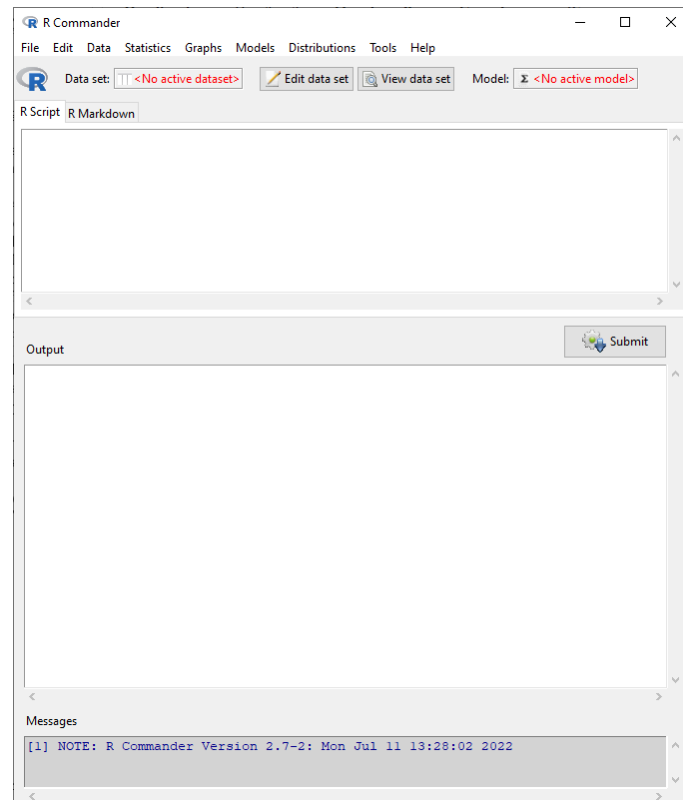 R Commander
File Edit Data Statistics Graphs Models Distributions Tools Help
R Data set: <No active dataset> Edit data set View data set Model: Σ <No active model>
R Script R Markdown
Output
Submit
Messages
[1] NOTE: R Commander Version 2.7-2: Mon Jul 11 13:28:02 2022